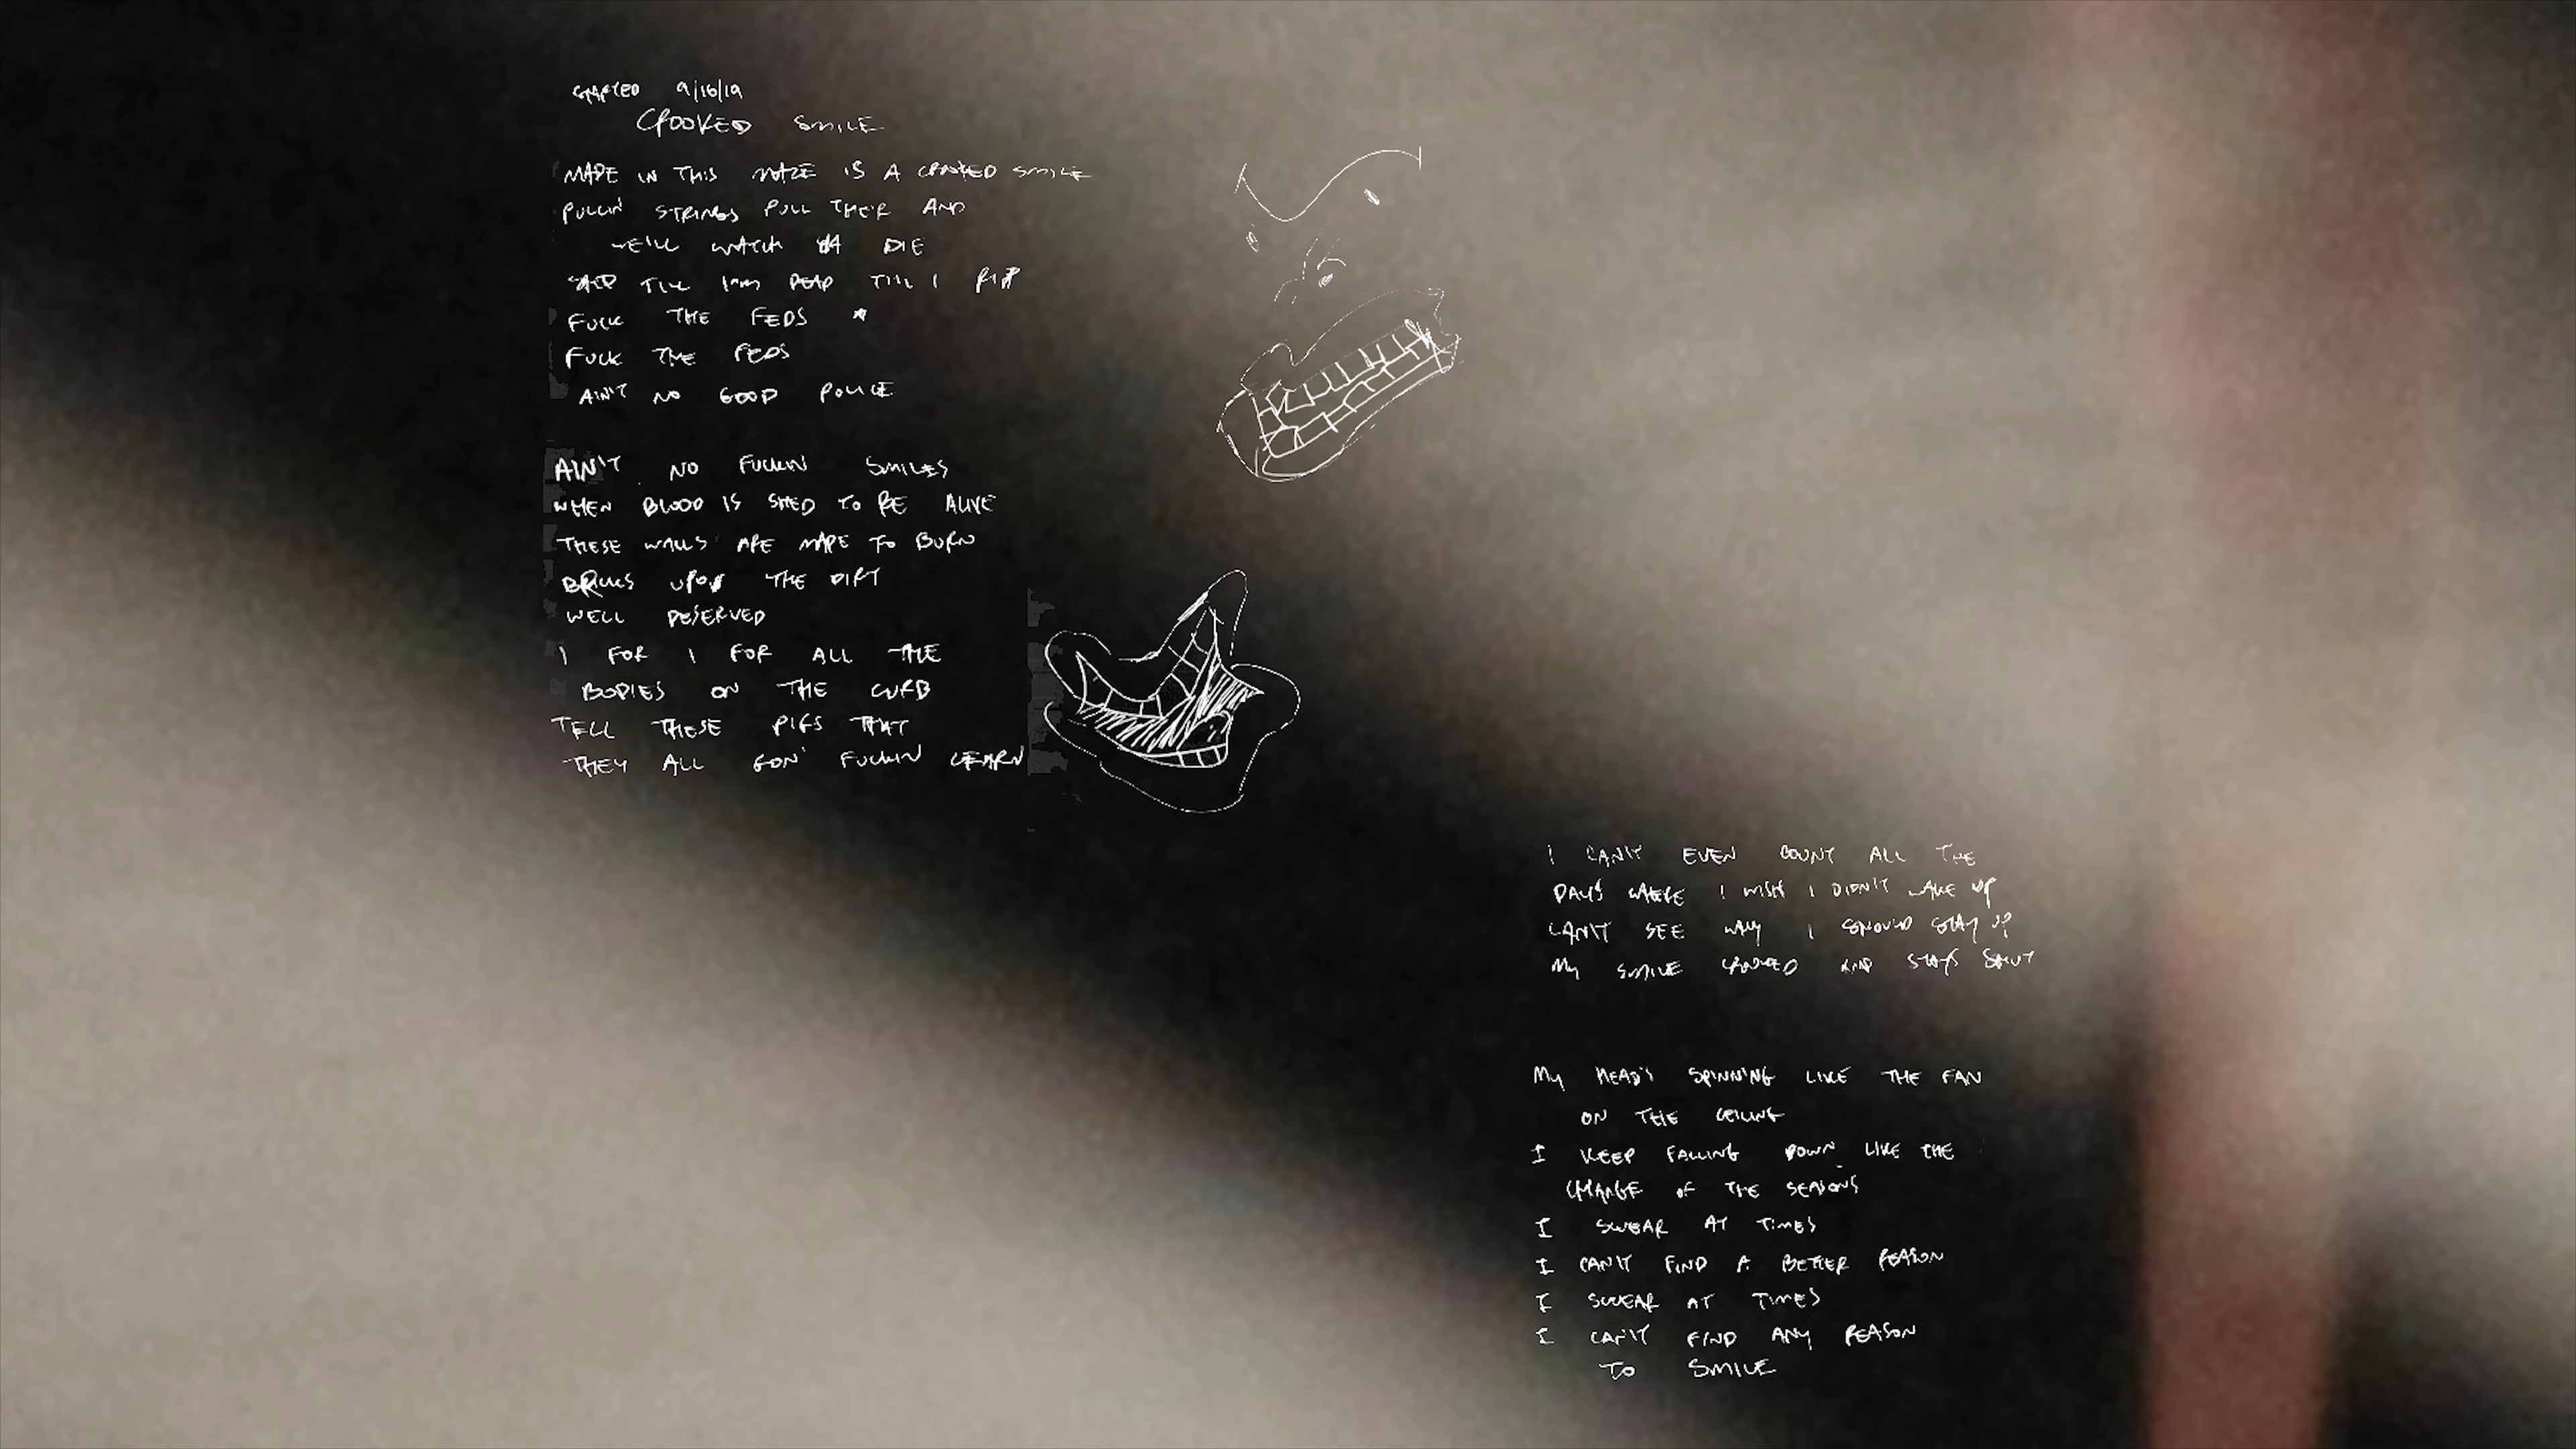 STARTED 9/16/19
CROOKED SMILE
MADE IN THIS MAZE IS A CROOKED SMILE
PULLIN' STRINGS PULL THEIR AND
WE'LL WATCH YA DIE
SAID TILL I'M DEAD TILL I RIP
FUCK THE FEDS
FUCK THE FEDS
AIN'T NO GOOD POLICE
AIN'T NO FUCKIN SMILES
WHEN BLOOD IS SHED TO BE ALIVE
THESE WALLS ARE MADE TO BURN
BRICKS UPON THE DIRT
WELL DESERVED
I FOR I FOR ALL THE
BODIES ON THE CURB
TELL THESE PIGS THAT
THEY ALL GON' FUCKIN LEARN
I CAN'T EVEN COUNT ALL THE
DAYS WHERE I WISH I DIDN'T WAKE UP
CAN'T SEE WHY I SHOULD STAY UP
MY SMILE CROOKED AND STAYS SHUT
MY HEAD'S SPINNING LIKE THE FAN
ON THE CEILING
I KEEP FALLING DOWN LIKE THE
CHANGE OF THE SEASONS
I SWEAR AT TIMES
I CAN'T FIND A BETTER REASON
I SWEAR AT TIMES
I CAN'T FIND ANY REASON
TO SMILE